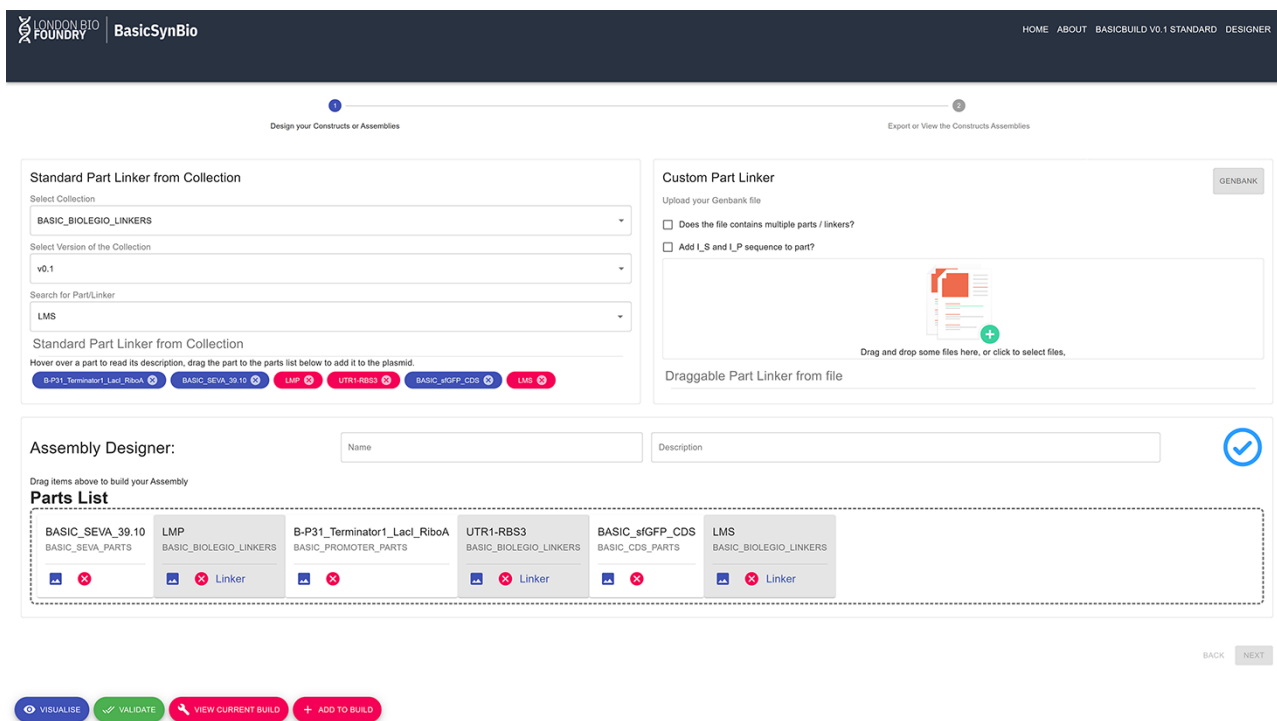 LONDON BIO
FOUNDRY
BasicSynBio
HOME ABOUT BASICBUILD V0.1 STANDARD DESIGNER
1
2
Design your Constructs or Assemblies
Export or View the Constructs Assemblies
Standard Part Linker from Collection
Select Collection
BASIC_BIOLEGIO_LINKERS
Select Version of the Collection
v0.1
Search for Part/Linker
LMS
Standard Part Linker from Collection
Hover over a part to read its description, drag the part to the parts list below to add it to the plasmid.
B-P31_Terminator1_LacI_RiboA BASIC_SEVA_39.10 LMP UTR1-RBS3 BASIC_sfGFP_CDS LMS
Custom Part Linker
GENBANK
Upload your Genbank file
Does the file contains multiple parts / linkers?
Add I_S and I_P sequence to part?
Drag and drop some files here, or click to select files,
Draggable Part Linker from file
Assembly Designer:
Name
Description
Drag items above to build your Assembly
Parts List
BASIC_SEVA_39.10 LMP B-P31_Terminator1_LacI_RiboA UTR1-RBS3 BASIC_sfGFP_CDS LMS
BASIC_SEVA_PARTS BASIC_BIOLEGIO_LINKERS BASIC_PROMOTER_PARTS BASIC_BIOLEGIO_LINKERS BASIC_CDS_PARTS BASIC_BIOLEGIO_LINKERS
Linker Linker Linker
BACK NEXT
VISUALISE VALIDATE VIEW CURRENT BUILD ADD TO BUILD